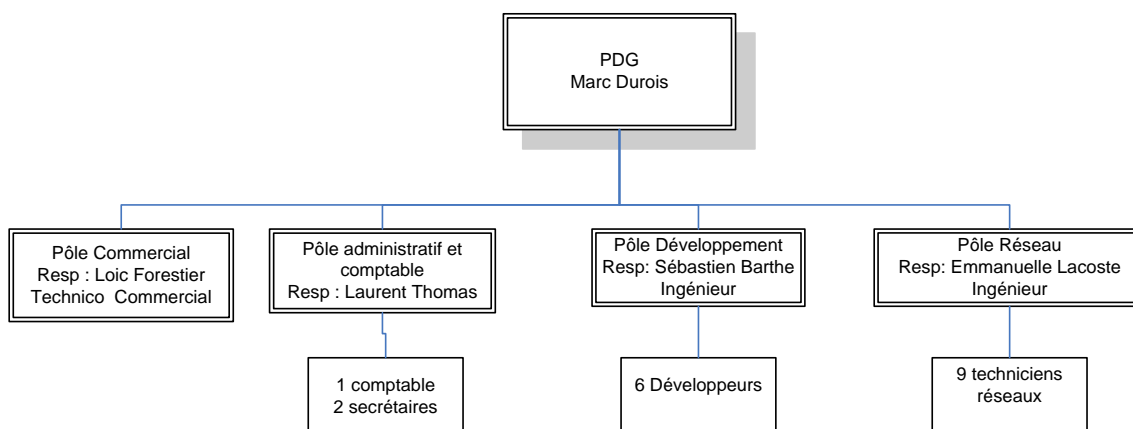 PDG
Marc Durois
Pôle Commercial
Resp : Loic Forestier
Technico Commercial
Pôle administratif et
comptable
Resp : Laurent Thomas
Pôle Développement
Resp: Sébastien Barthe
Ingénieur
Pôle Réseau
Resp: Emmanuelle Lacoste
Ingénieur
1 comptable
2 secrétaires
6 Développeurs
9 techniciens
réseaux